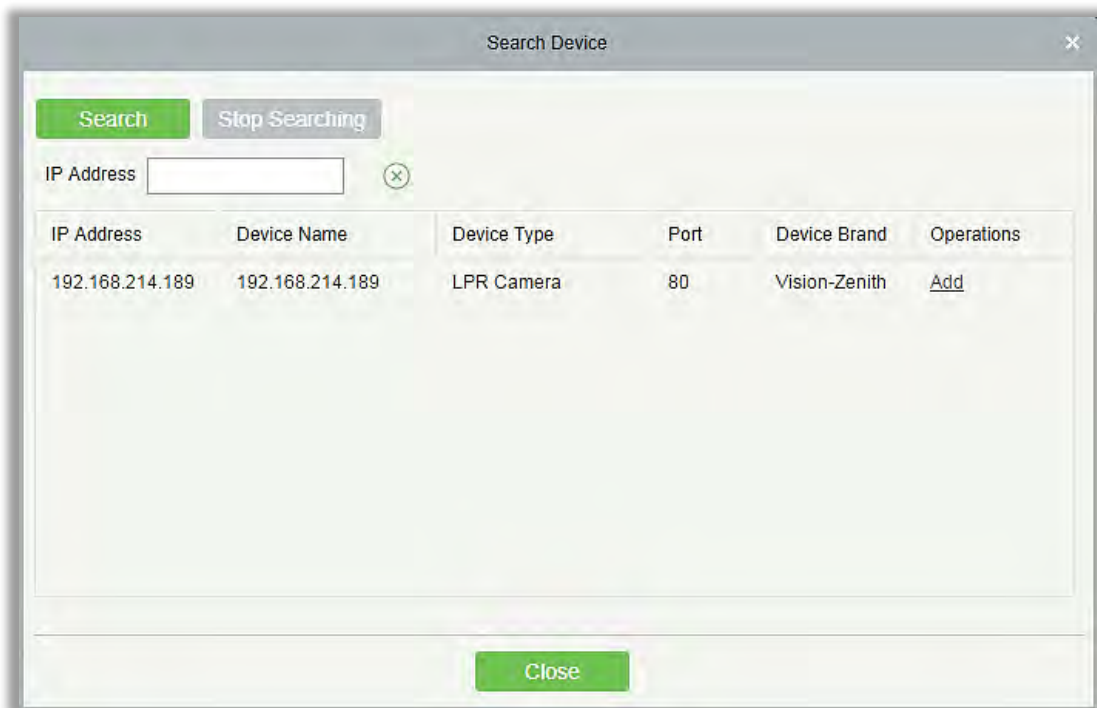 Search Device
Search Stop Searching
IP Address
IP Address Device Name Device Type Port Device Brand Operations
192.168.214.189 192.168.214.189 LPR Camera 80 Vision-Zenith Add
Close